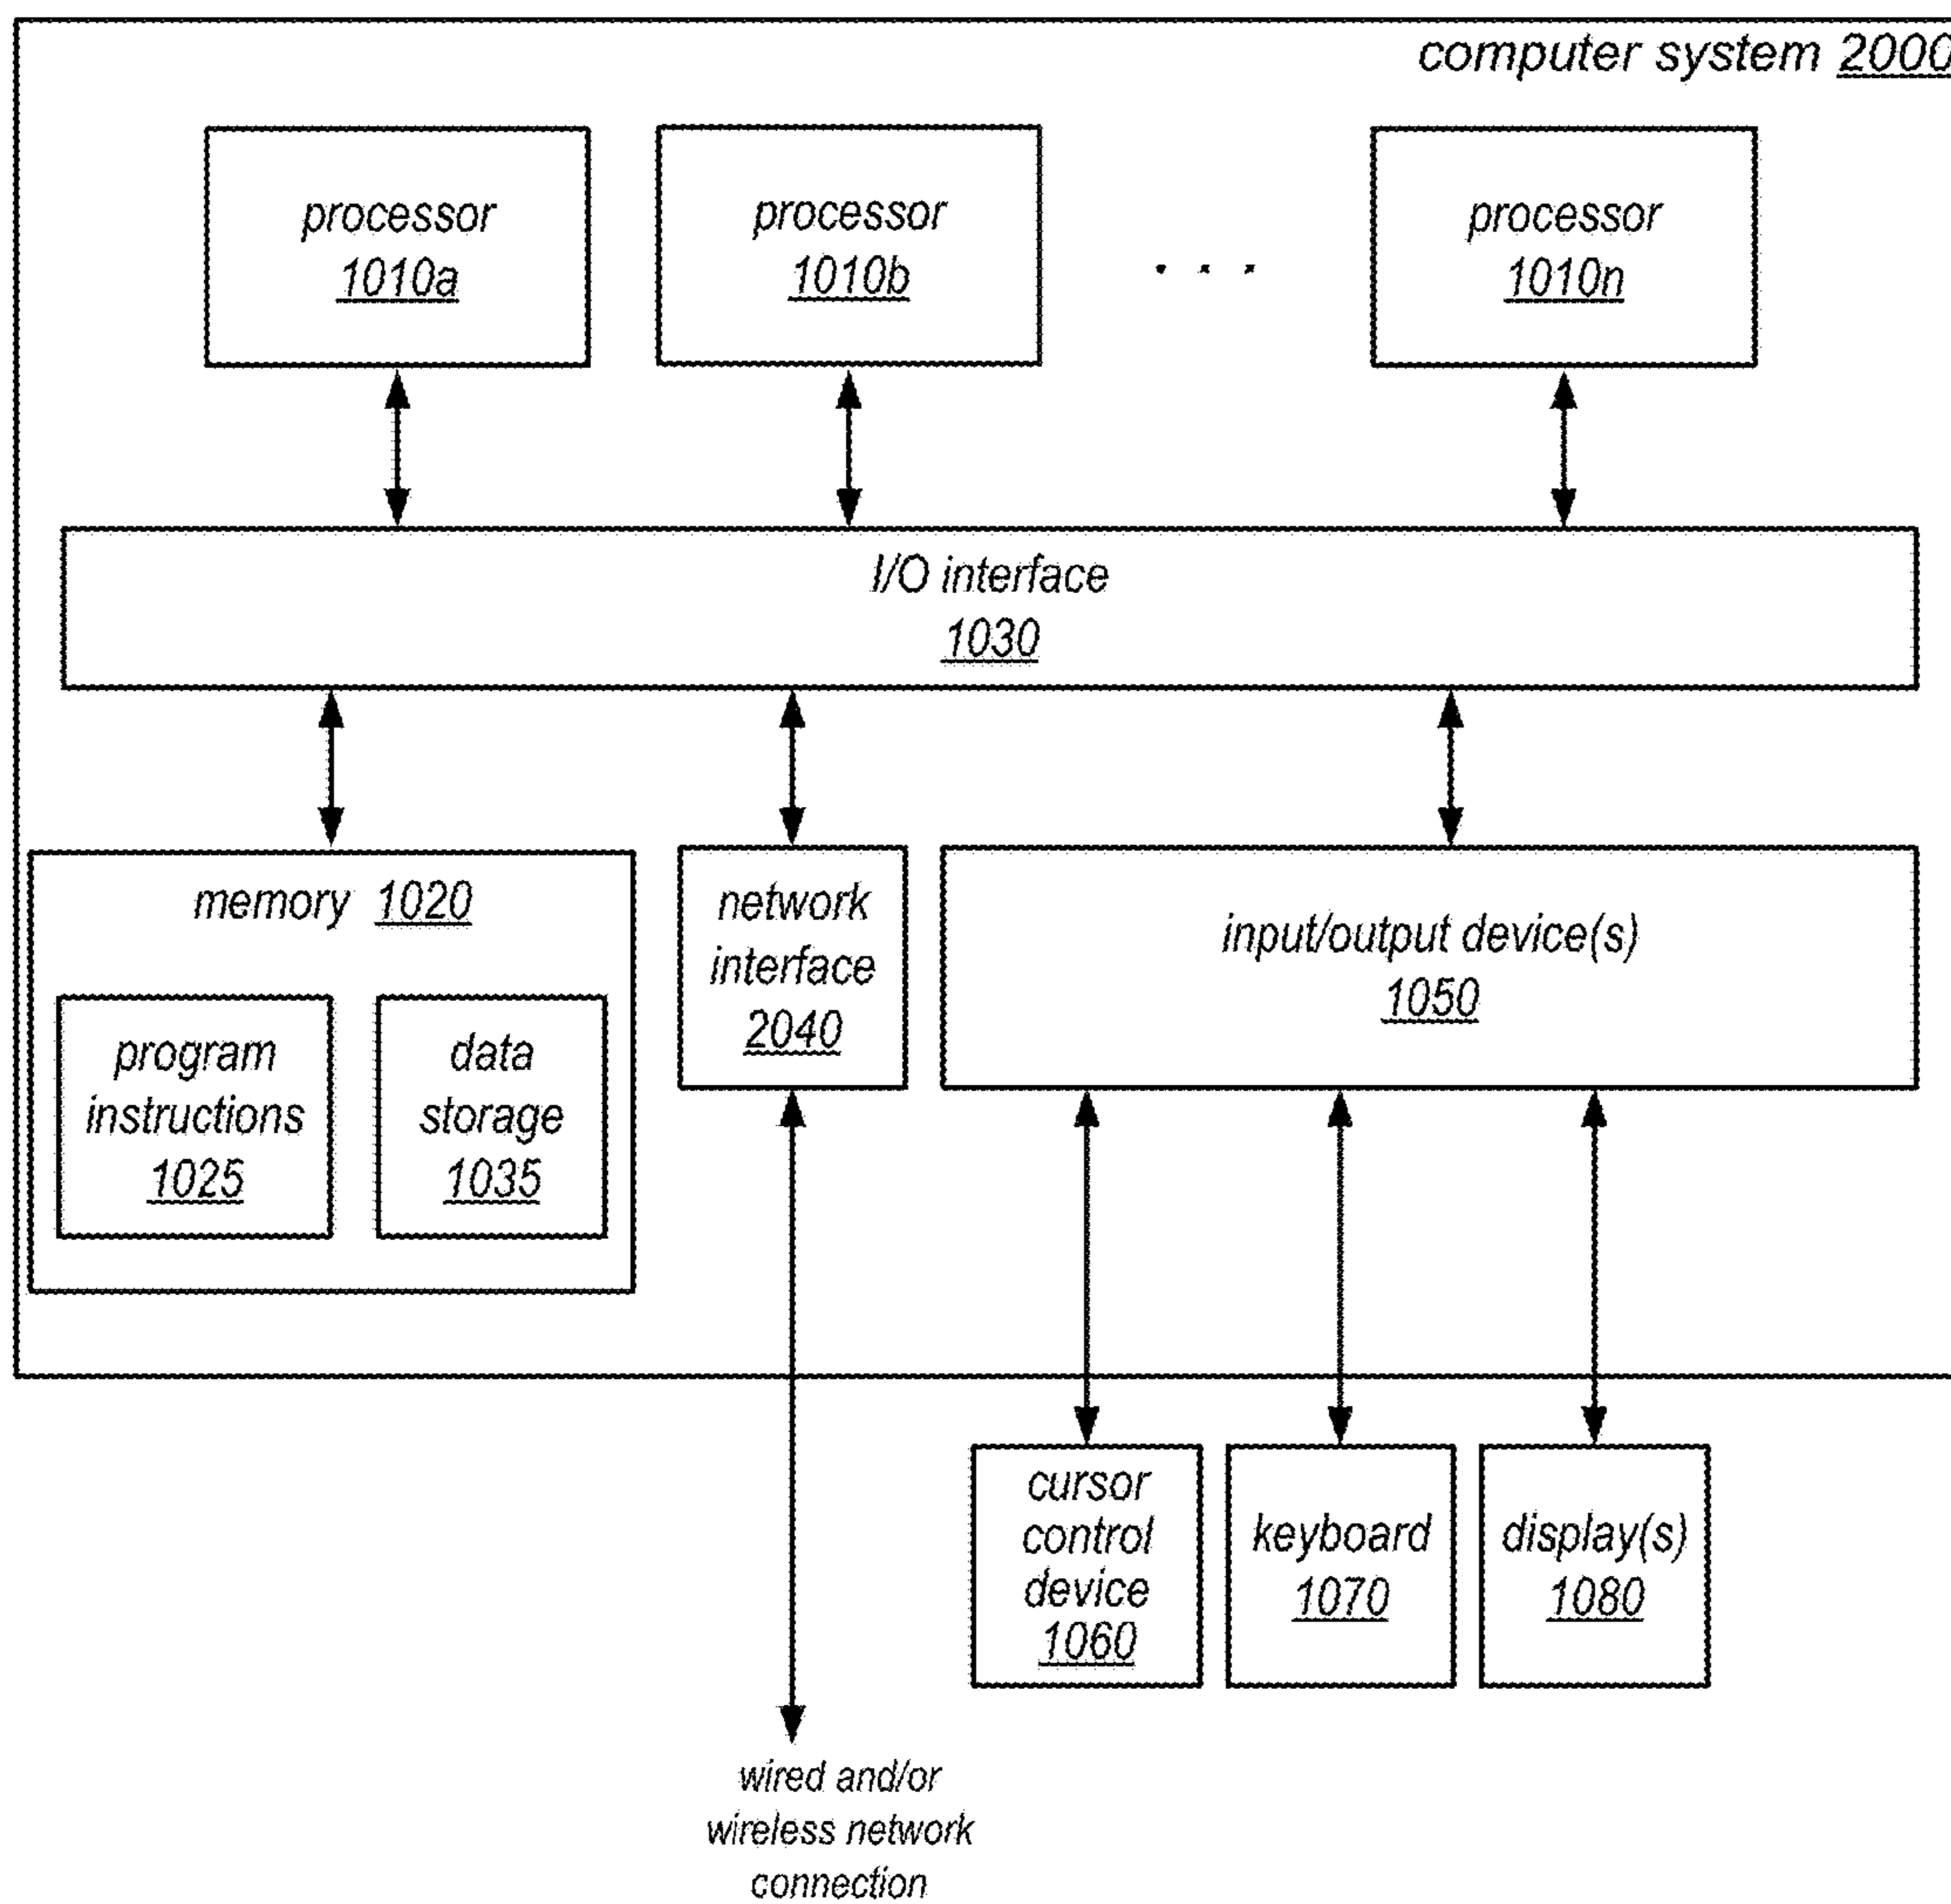 computer system 2000
processor
1010a
processor
1010b
. . .
processor
1010n
I/O interface
1030
memory 1020
program
instructions
1025
data
storage
1035
network
interface
2040
input/output device(s)
1050
cursor
control
device
1060
keyboard
1070
display(s)
1080
wired and/or
wireless network
connection